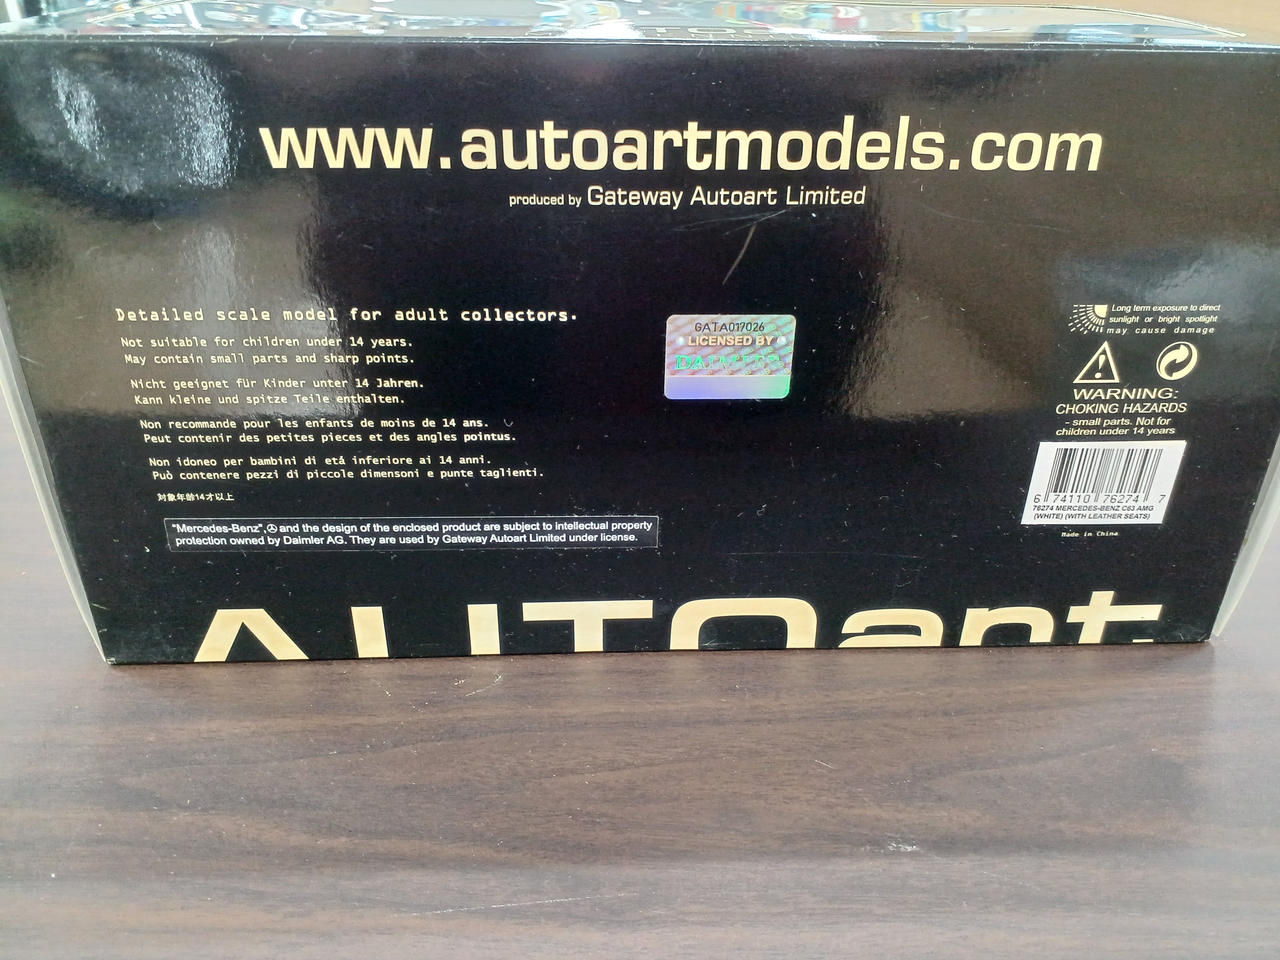 www.autoartmodels.com
produced by Gateway Autoart Limited
Detailed scale model for adult collectors.
Not suitable for children under 14 years.
May contain small parts and sharp points.
Nicht geeignet für Kinder unter 14 Jahren.
Kann kleine und spitze Teile enthalten.
Non recommande pour les enfants de moins de 14 ans.
Peut contenir des petites pieces et des angles pointus.
Non idoneo per bambini di etá inferiore ai 14 anni.
Può contenere pezzi di piccole dimensoni e punte taglienti.
対象年齢14才以上
"Mercedes-Benz", and the design of the enclosed product are subject to intellectual property
protection owned by Daimler AG. They are used by Gateway Autoart Limited under license.
GATA017026
LICENSED BY
DAIMLER
Long term exposure to direct
sunlight or bright spotlight
may cause damage
WARNING:
CHOKING HAZARDS
- small parts. Not for
children under 14 years
6 74110 76274 7
76274 MERCEDES-BENZ C63 AMG
(WHITE) (WITH LEATHER SEATS)
Made in China
AUTOart